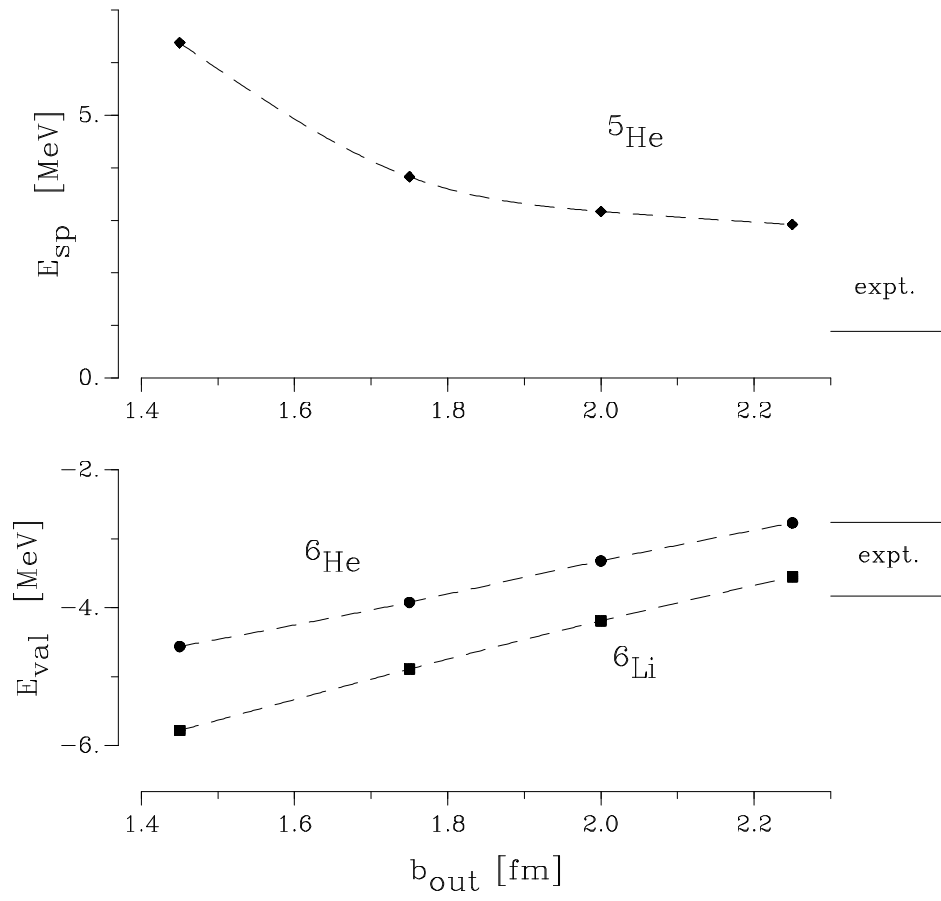 E_sp [MeV]
5.
0.
⁵He
expt.
1.4 1.6 1.8 2.0 2.2
E_val [MeV]
−2.
−4.
−6.
⁶He
expt.
⁶Li
1.4 1.6 1.8 2.0 2.2
b_out [fm]